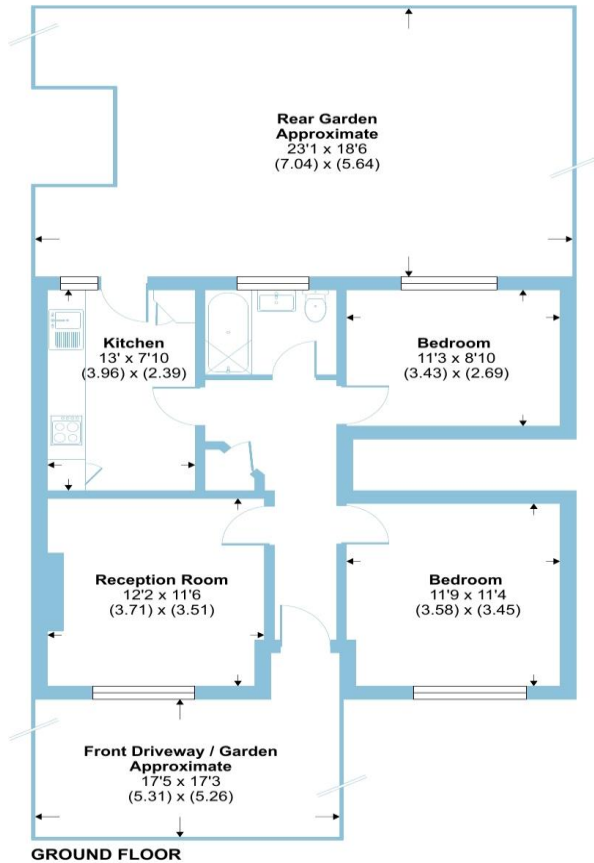 Rear Garden
Approximate
23'1 x 18'6
(7.04) x (5.64)
Kitchen
13' x 7'10
(3.96) x (2.39)
Bedroom
11'3 x 8'10
(3.43) x (2.69)
Reception Room
12'2 x 11'6
(3.71) x (3.51)
Bedroom
11'9 x 11'4
(3.58) x (3.45)
Front Driveway / Garden
Approximate
17'5 x 17'3
(5.31) x (5.26)
GROUND FLOOR